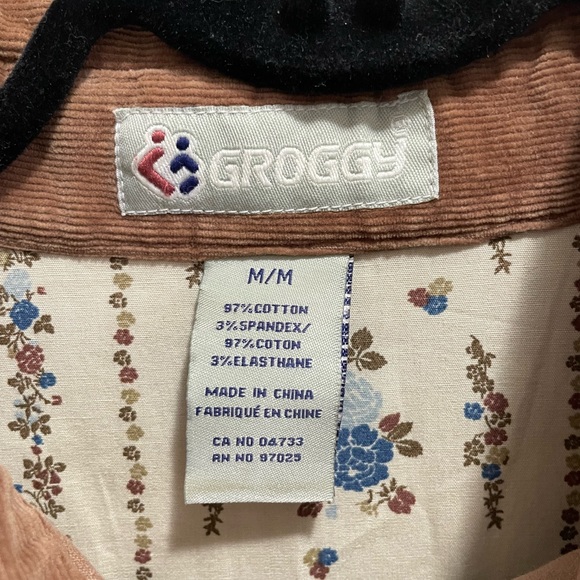 GROGGY
M/M
97% COTTON
3% SPANDEX/
97% COTON
3% ELASTHANE
MADE IN CHINA
FABRIQUÉ EN CHINE
CA NO 04733
RN NO 97025